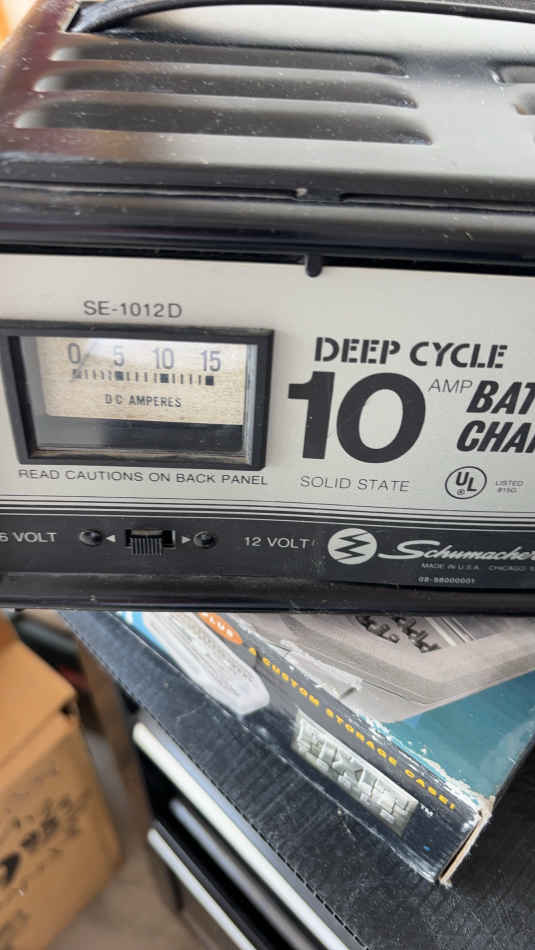 SE-1012D
0 5 10 15
DC AMPERES
READ CAUTIONS ON BACK PANEL
DEEP CYCLE
10 AMP BAT
CHA
SOLID STATE
UL
LISTED
6 VOLT
12 VOLT
Schumacher
MADE IN U.S.A. CHICAGO
PLUS A CUSTOM STORAGE CASE!